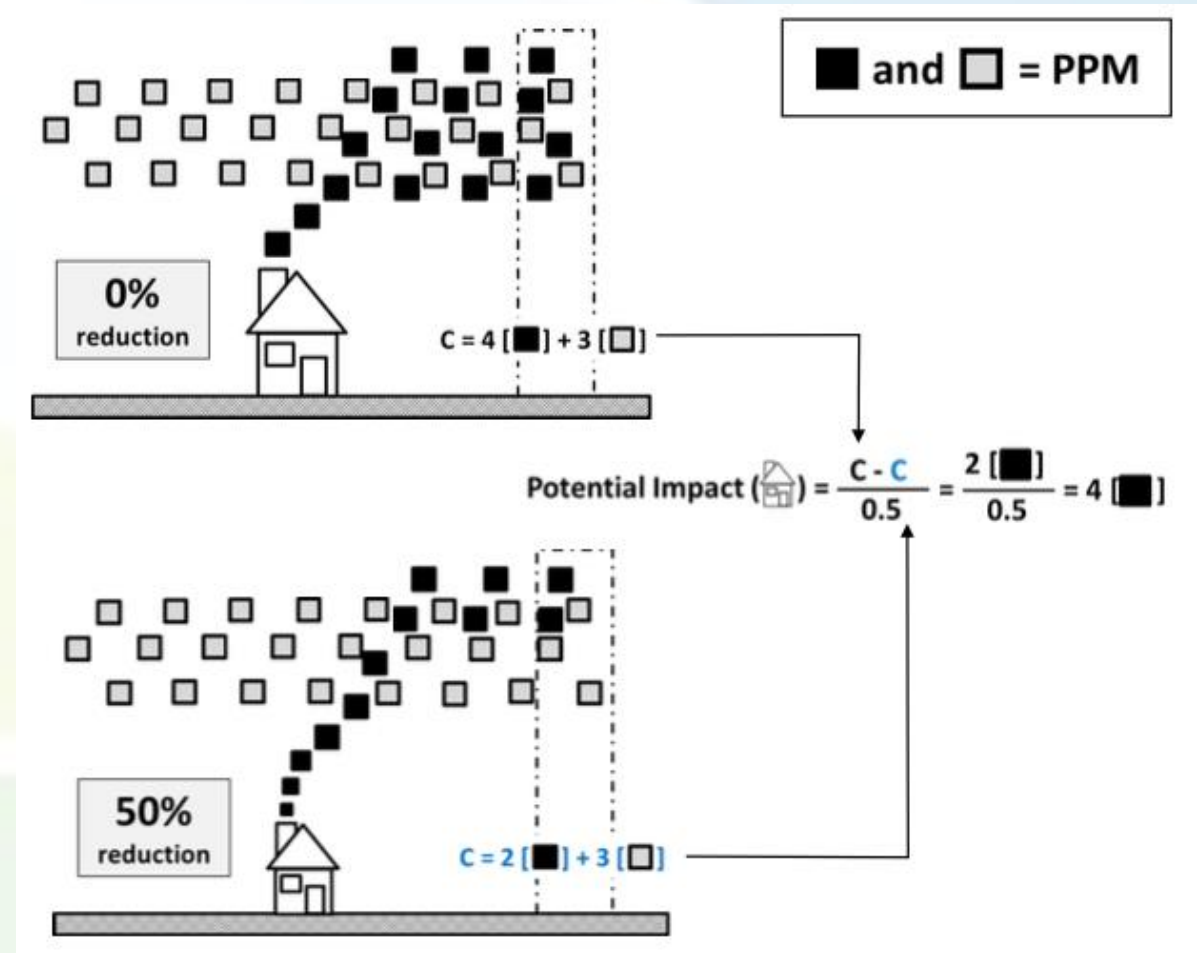 ■ and □ = PPM
0%
reduction
C = 4 [■] + 3 [□]
Potential Impact ( ) = C - C / 0.5 = 2 [■] / 0.5 = 4 [■]
50%
reduction
C = 2 [■] + 3 [□]